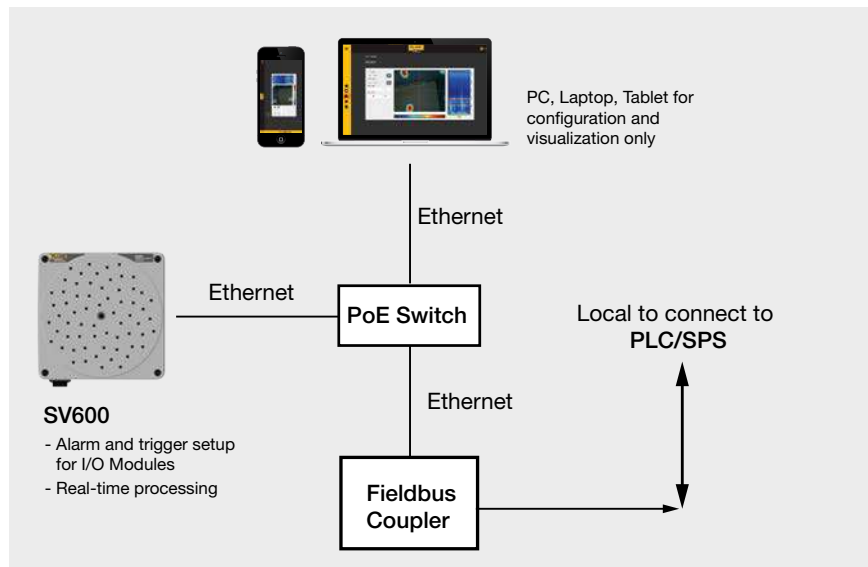 PC, Laptop, Tablet for
configuration and
visualization only
Ethernet
Ethernet
PoE Switch
Local to connect to
PLC/SPS
Ethernet
SV600
- Alarm and trigger setup
for I/O Modules
- Real-time processing
Fieldbus
Coupler